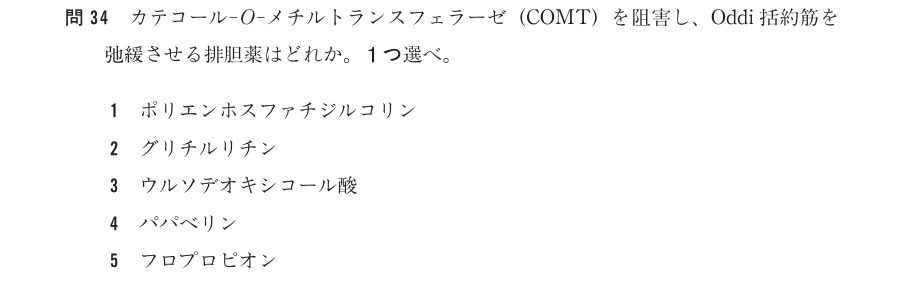 問 34 カテコール-O-メチルトランスフェラーゼ（COMT）を阻害し、Oddi 括約筋を
弛緩させる排胆薬はどれか。１つ選べ。
1 ポリエンホスファチジルコリン
2 グリチルリチン
3 ウルソデオキシコール酸
4 パパベリン
5 フロプロピオン